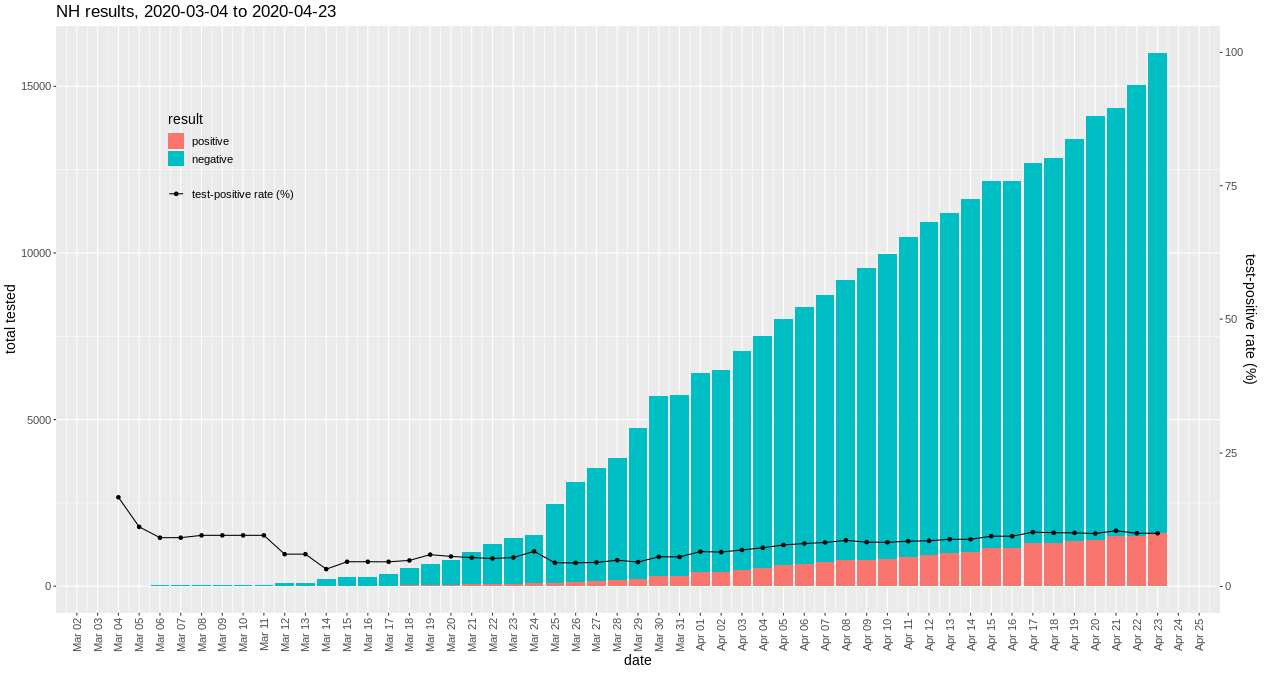 NH results, 2020-03-04 to 2020-04-23
total tested
15000
10000
5000
0
result
positive
negative
test-positive rate (%)
100
75
50
25
0
test-positive rate (%)
Mar 02 Mar 03 Mar 04 Mar 05 Mar 06 Mar 07 Mar 08 Mar 09 Mar 10 Mar 11 Mar 12 Mar 13 Mar 14 Mar 15 Mar 16 Mar 17 Mar 18 Mar 19 Mar 20 Mar 21 Mar 22 Mar 23 Mar 24 Mar 25 Mar 26 Mar 27 Mar 28 Mar 29 Mar 30 Mar 31 Apr 01 Apr 02 Apr 03 Apr 04 Apr 05 Apr 06 Apr 07 Apr 08 Apr 09 Apr 10 Apr 11 Apr 12 Apr 13 Apr 14 Apr 15 Apr 16 Apr 17 Apr 18 Apr 19 Apr 20 Apr 21 Apr 22 Apr 23 Apr 24 Apr 25
date